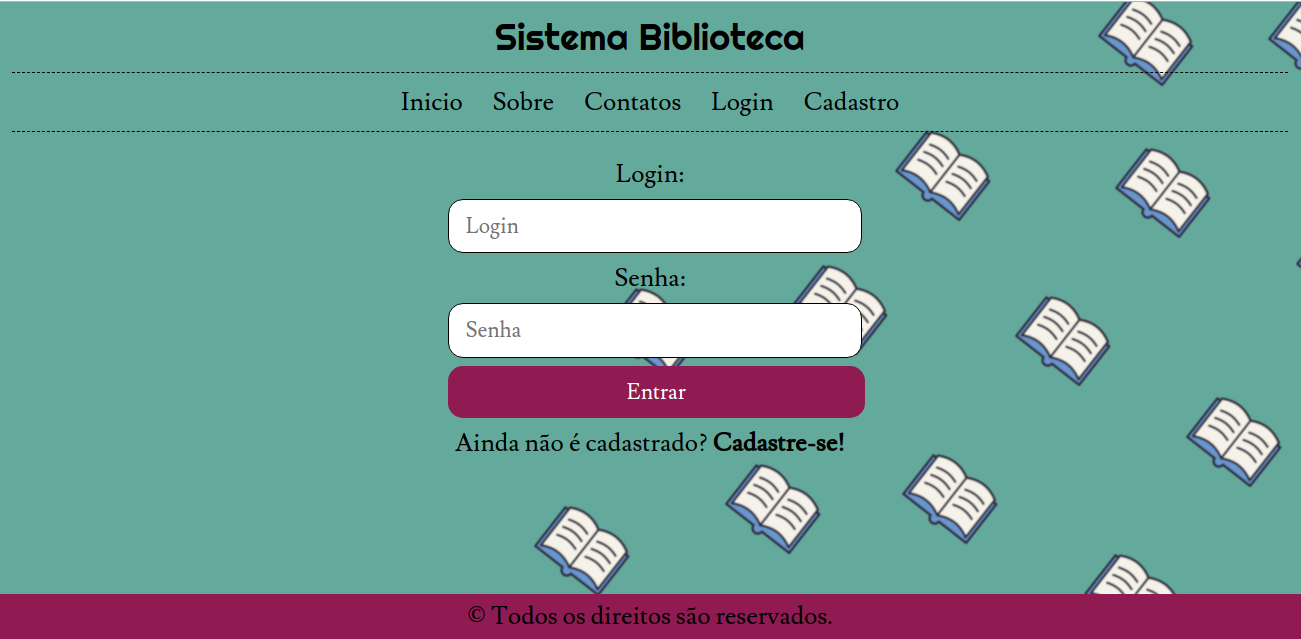 Sistema Biblioteca
Inicio Sobre Contatos Login Cadastro
Login:
Login
Senha:
Senha
Entrar
Ainda não é cadastrado? Cadastre-se!
© Todos os direitos são reservados.